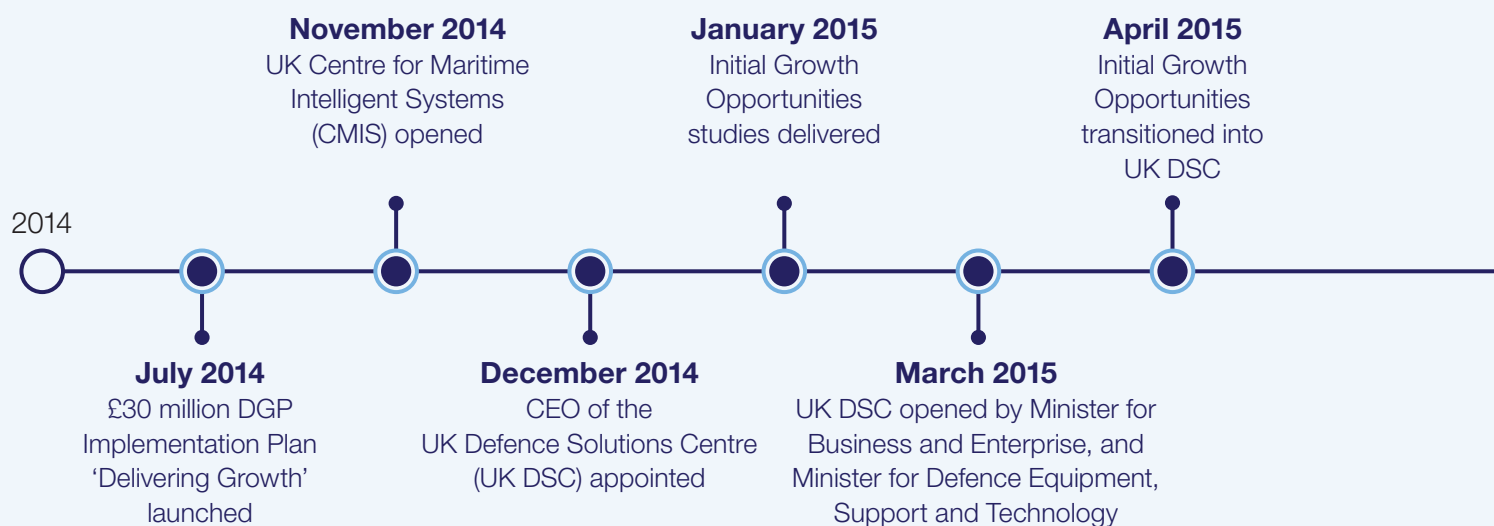 2014
July 2014
£30 million DGP
Implementation Plan
‘Delivering Growth’
launched
November 2014
UK Centre for Maritime
Intelligent Systems
(CMIS) opened
December 2014
CEO of the
UK Defence Solutions Centre
(UK DSC) appointed
January 2015
Initial Growth
Opportunities
studies delivered
March 2015
UK DSC opened by Minister for
Business and Enterprise, and
Minister for Defence Equipment,
Support and Technology
April 2015
Initial Growth
Opportunities
transitioned into
UK DSC